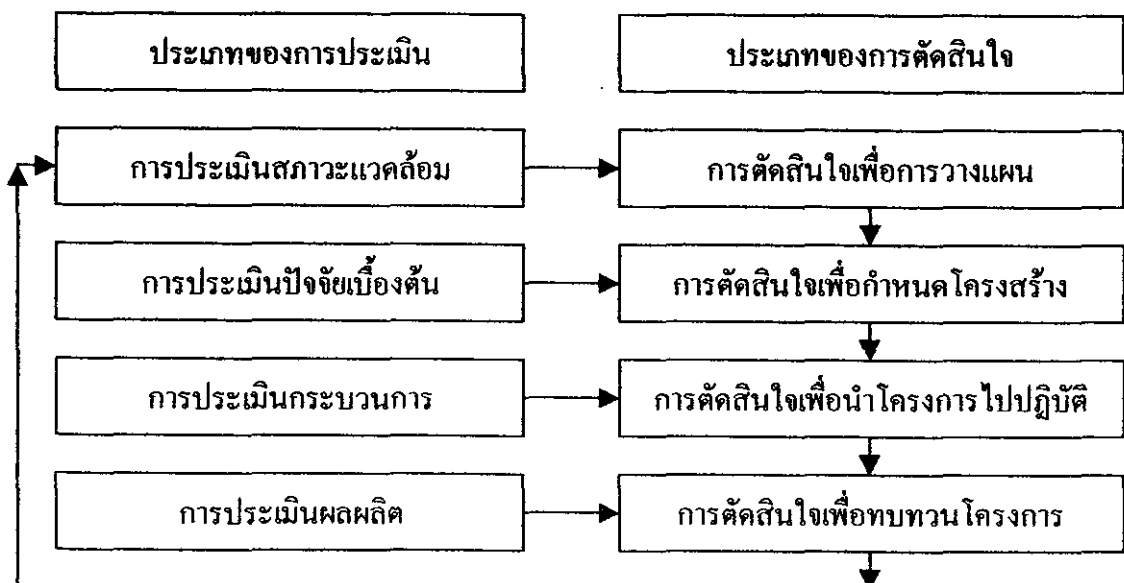 ประเภทของการประเมิน
ประเภทของการตัดสินใจ
การประเมินสภาวะแวดล้อม
การตัดสินใจเพื่อการวางแผน
การประเมินปัจจัยเบื้องต้น
การตัดสินใจเพื่อกำหนดโครงสร้าง
การประเมินกระบวนการ
การตัดสินใจเพื่อนำโครงการไปปฏิบัติ
การประเมินผลผลิต
การตัดสินใจเพื่อทบทวนโครงการ